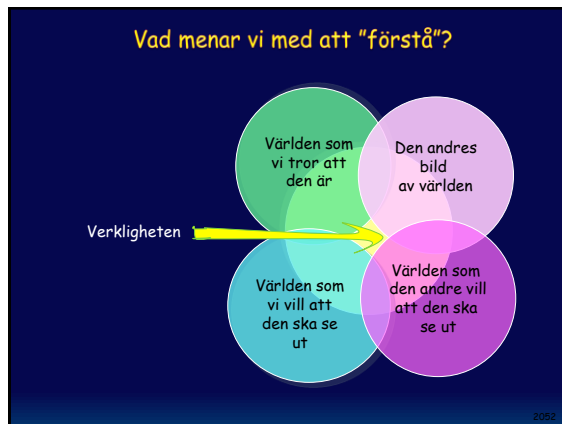 Vad menar vi med att "förstå"?
Världen som
vi tror att
den är
Den andres
bild
av världen
Verkligheten
Världen som
vi vill att
den ska se
ut
Världen som
den andre vill
att den ska
se ut
2052